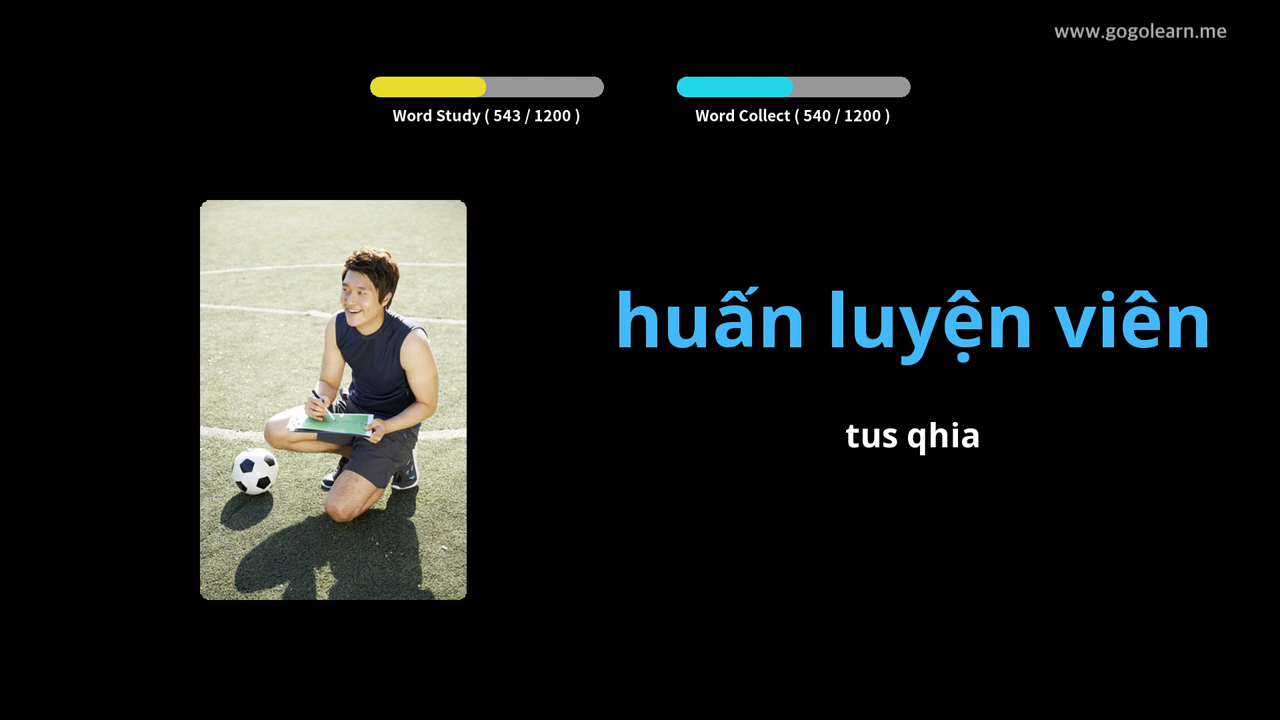 www.gogolearn.me
Word Study ( 543 / 1200 )
Word Collect ( 540 / 1200 )
huấn luyện viên
tus qhia